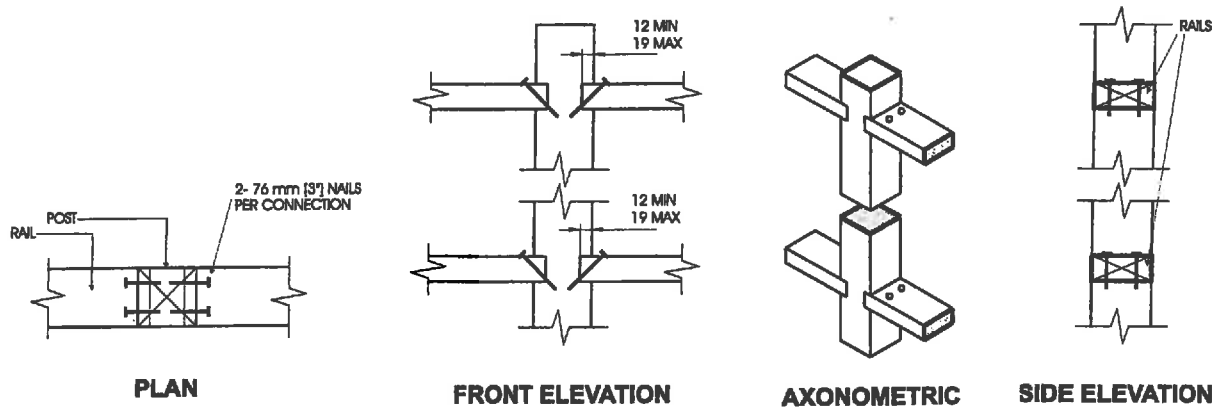 12 MIN
19 MAX
RAILS
2- 76 mm [3"] NAILS
PER CONNECTION
POST
RAIL
12 MIN
19 MAX
PLAN
FRONT ELEVATION
AXONOMETRIC
SIDE ELEVATION